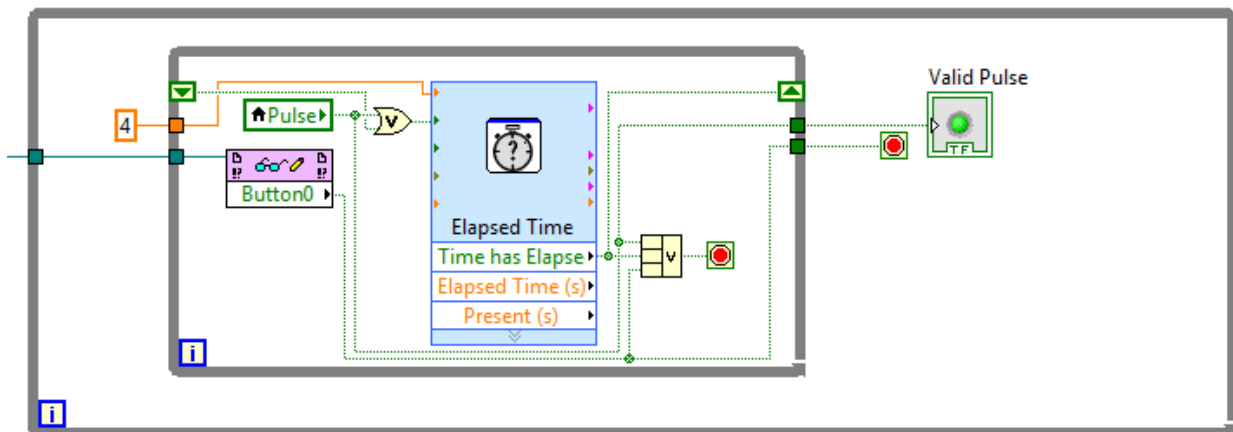 Valid Pulse
Pulse
V
4
?
!?
!?
Button0
TF
Elapsed Time
Time has Elapse
V
Elapsed Time (s)
Present (s)
i
i